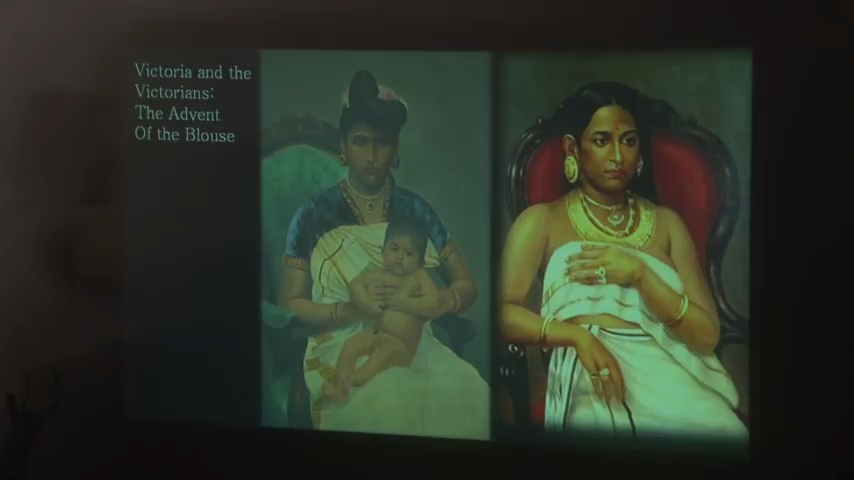 Victoria and the
Victorians:
The Advent
Of the Blouse